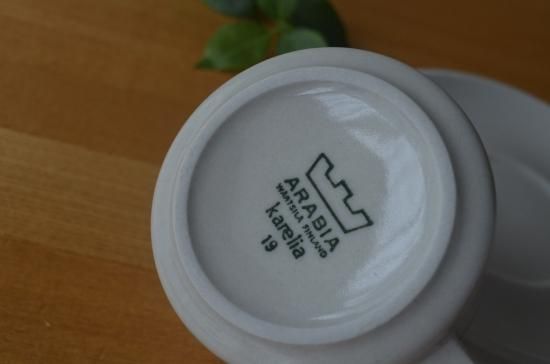 ARABIA
WÄRTSILÄ FINLAND
karelia
19